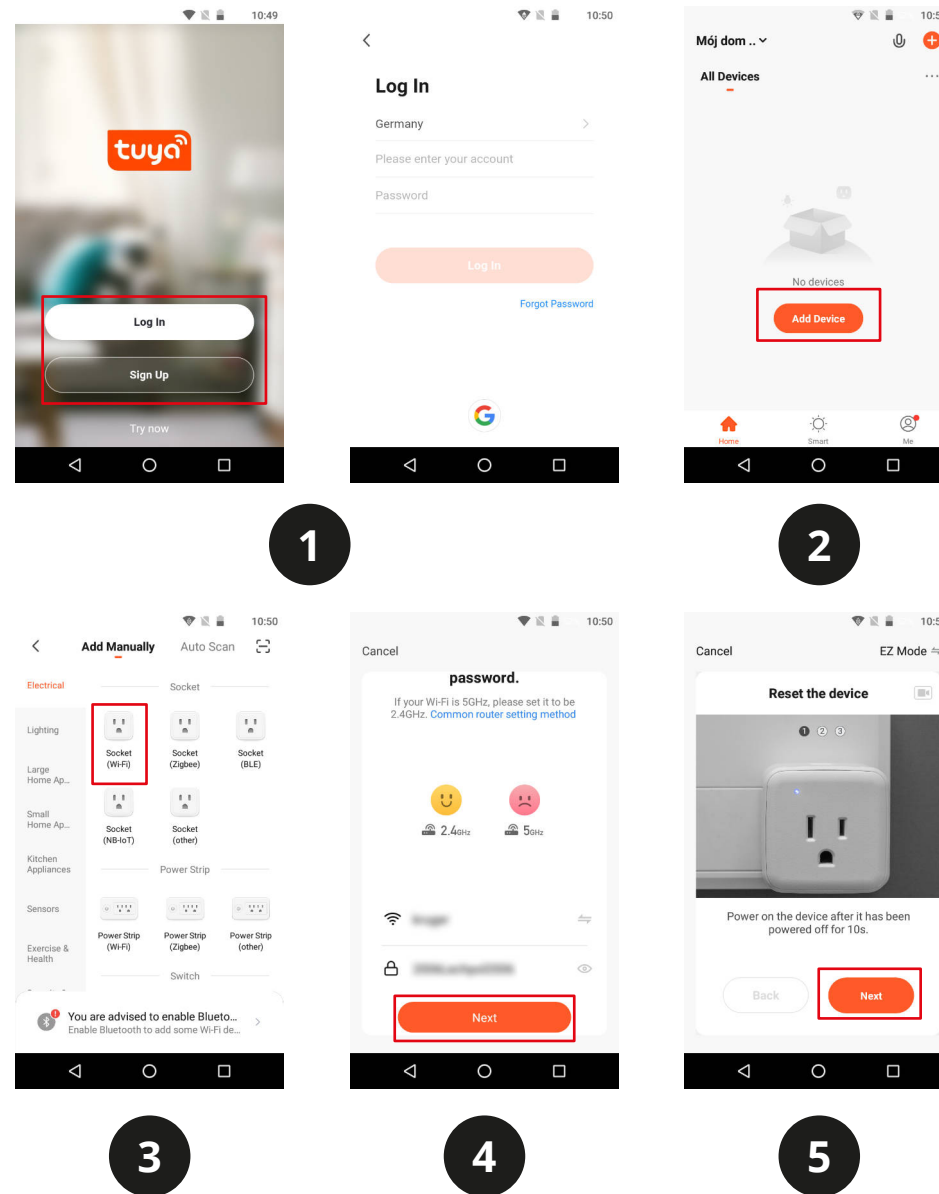 10:49
tuya
Log In
Sign Up
Try now
10:50
Log In
Germany
Please enter your account
Password
Log In
Forgot Password
G
Mój dom ..
All Devices
...
No devices
Add Device
Home
Smart
Me
1
2
10:50
Add Manually
Auto Scan
Electrical
Socket
Lighting
Socket
(Wi-Fi)
Socket
(Zigbee)
Socket
(BLE)
Large
Home Ap...
Small
Home Ap...
Socket
(NB-IoT)
Socket
(other)
Kitchen
Appliances
Power Strip
Sensors
Power Strip
(Wi-Fi)
Power Strip
(Zigbee)
Power Strip
(other)
Exercise &
Health
Switch
You are advised to enable Blueto...
Enable Bluetooth to add some Wi-Fi de...
10:50
Cancel
password.
If your Wi-Fi is 5GHz, please set it to be
2.4GHz. Common router setting method
2.4GHz
5GHz
Next
Cancel
EZ Mode
Reset the device
1 2 3
Power on the device after it has been
powered off for 10s.
Back
Next
3
4
5